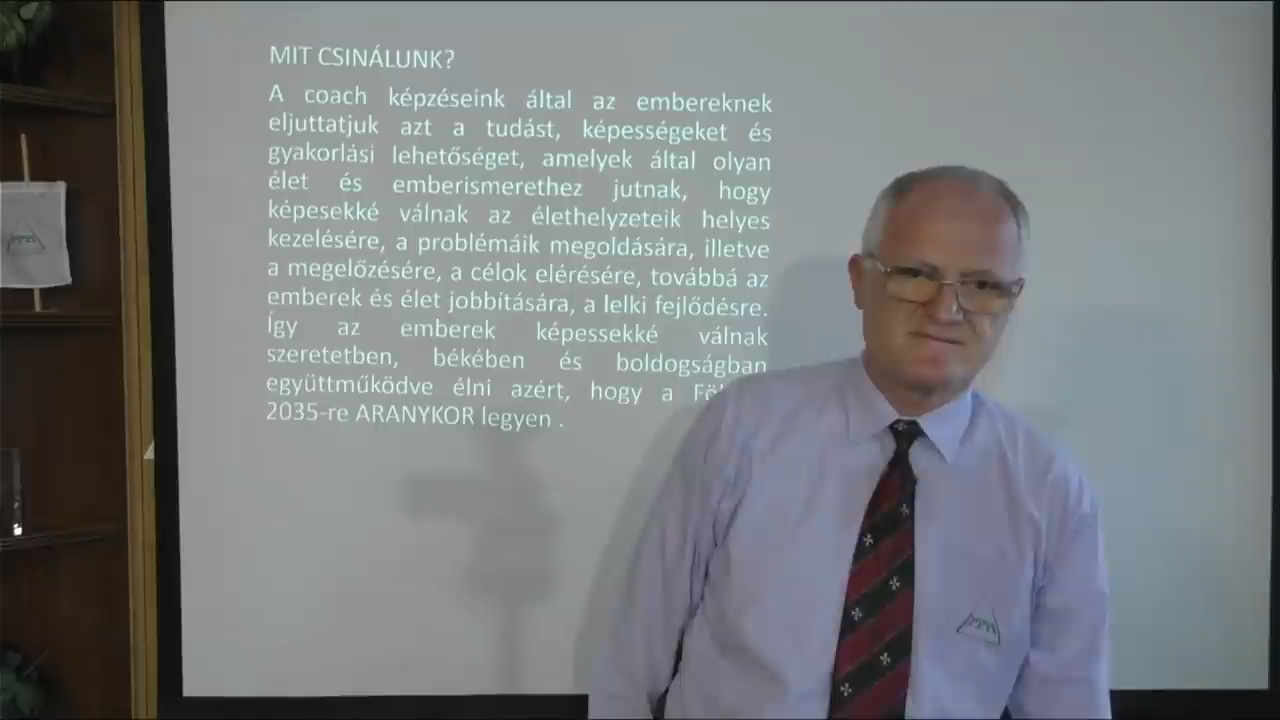 MIT CSINÁLUNK?
A coach képzéseink által az embereknek
eljuttatjuk azt a tudást, képességeket és
gyakorlási lehetőséget, amelyek által olyan
élet és emberismerethez jutnak, hogy
képesekké válnak az élethelyzeteik helyes
kezelésére, a problémáik megoldására, illetve
a megelőzésére, a célok elérésére, továbbá az
emberek és élet jobbítására, a lelki fejlődésre.
Így az emberek képessekké válnak
szeretetben, békében és boldogságban
együttműködve élni azért, hogy a
2035-re ARANYKOR legyen .